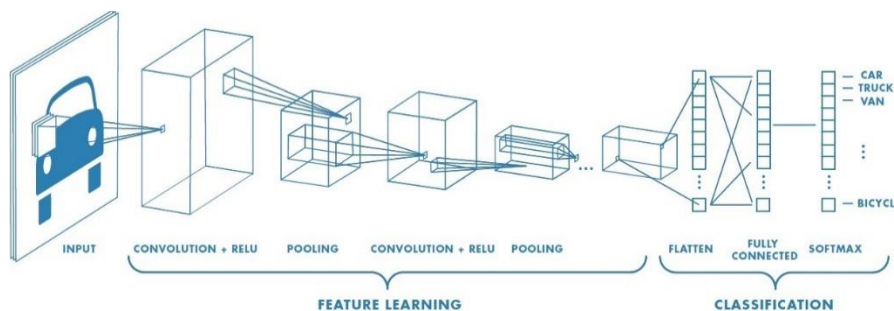 CAR
TRUCK
VAN
BICYCL
INPUT CONVOLUTION + RELU POOLING CONVOLUTION + RELU POOLING FLATTEN FULLY CONNECTED SOFTMAX
FEATURE LEARNING CLASSIFICATION